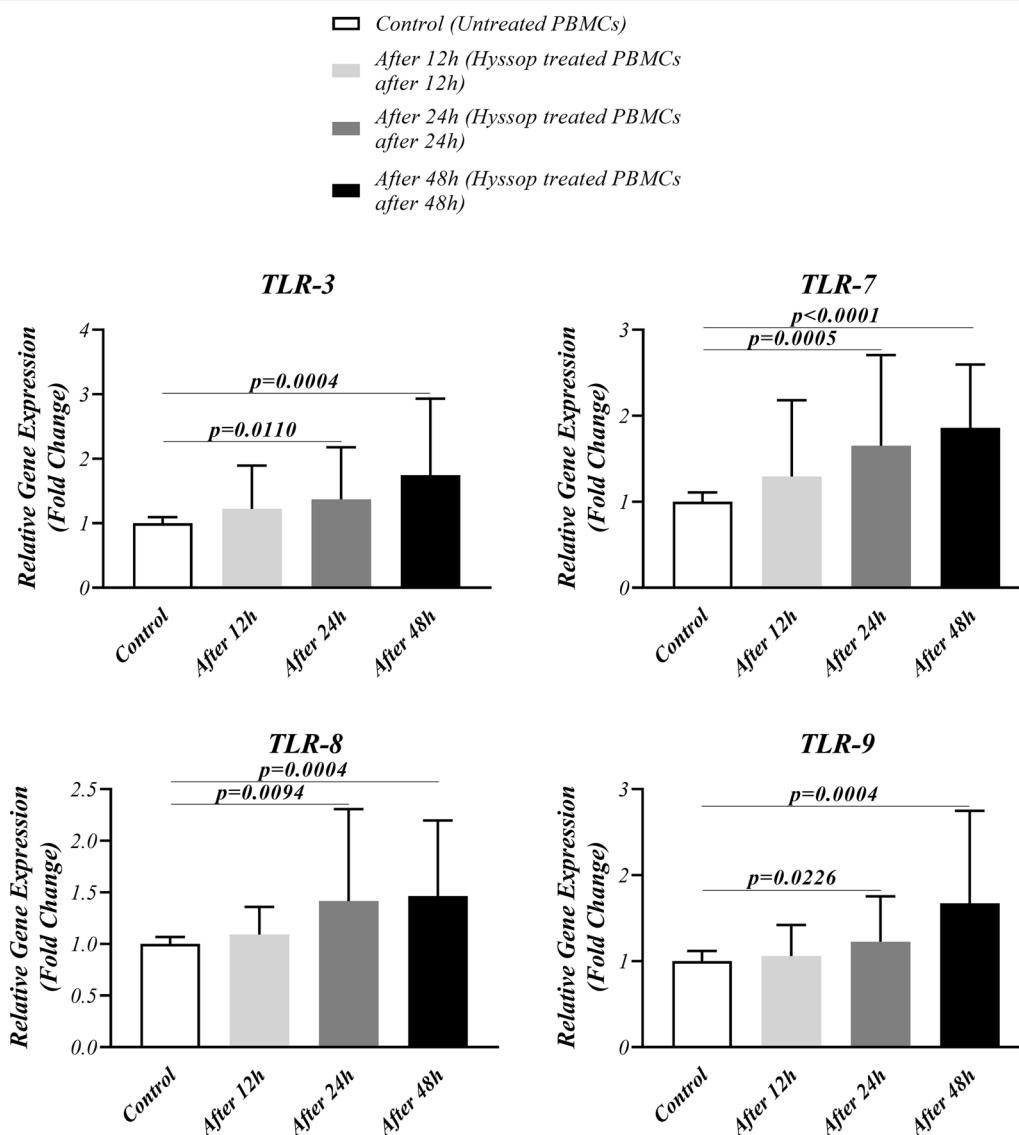 Control (Untreated PBMCs)
After 12h (Hyssop treated PBMCs
after 12h)
After 24h (Hyssop treated PBMCs
after 24h)
After 48h (Hyssop treated PBMCs
after 48h)
TLR-3
Relative Gene Expression
(Fold Change)
4
3
2
1
0
p=0.0004
p=0.0110
Control
After 12h
After 24h
After 48h
TLR-7
Relative Gene Expression
(Fold Change)
3
2
1
0
p<0.0001
p=0.0005
Control
After 12h
After 24h
After 48h
TLR-8
Relative Gene Expression
(Fold Change)
2.5
2.0
1.5
1.0
0.5
0.0
p=0.0004
p=0.0094
Control
After 12h
After 24h
After 48h
TLR-9
Relative Gene Expression
(Fold Change)
3
2
1
0
p=0.0004
p=0.0226
Control
After 12h
After 24h
After 48h